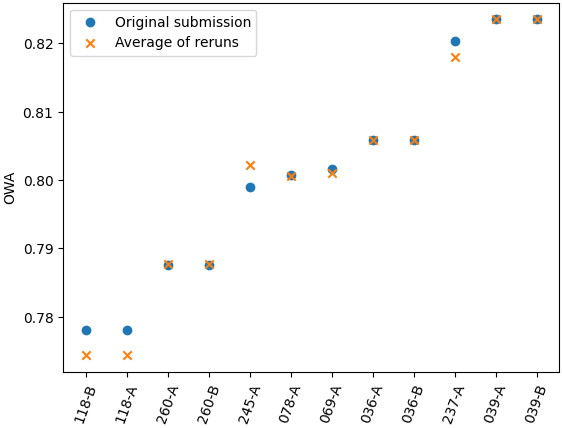 Original submission
Average of reruns
0.82
0.81
0.80
0.79
0.78
OWA
118-B
118-A
260-A
260-B
245-A
078-A
069-A
036-A
036-B
237-A
039-A
039-B